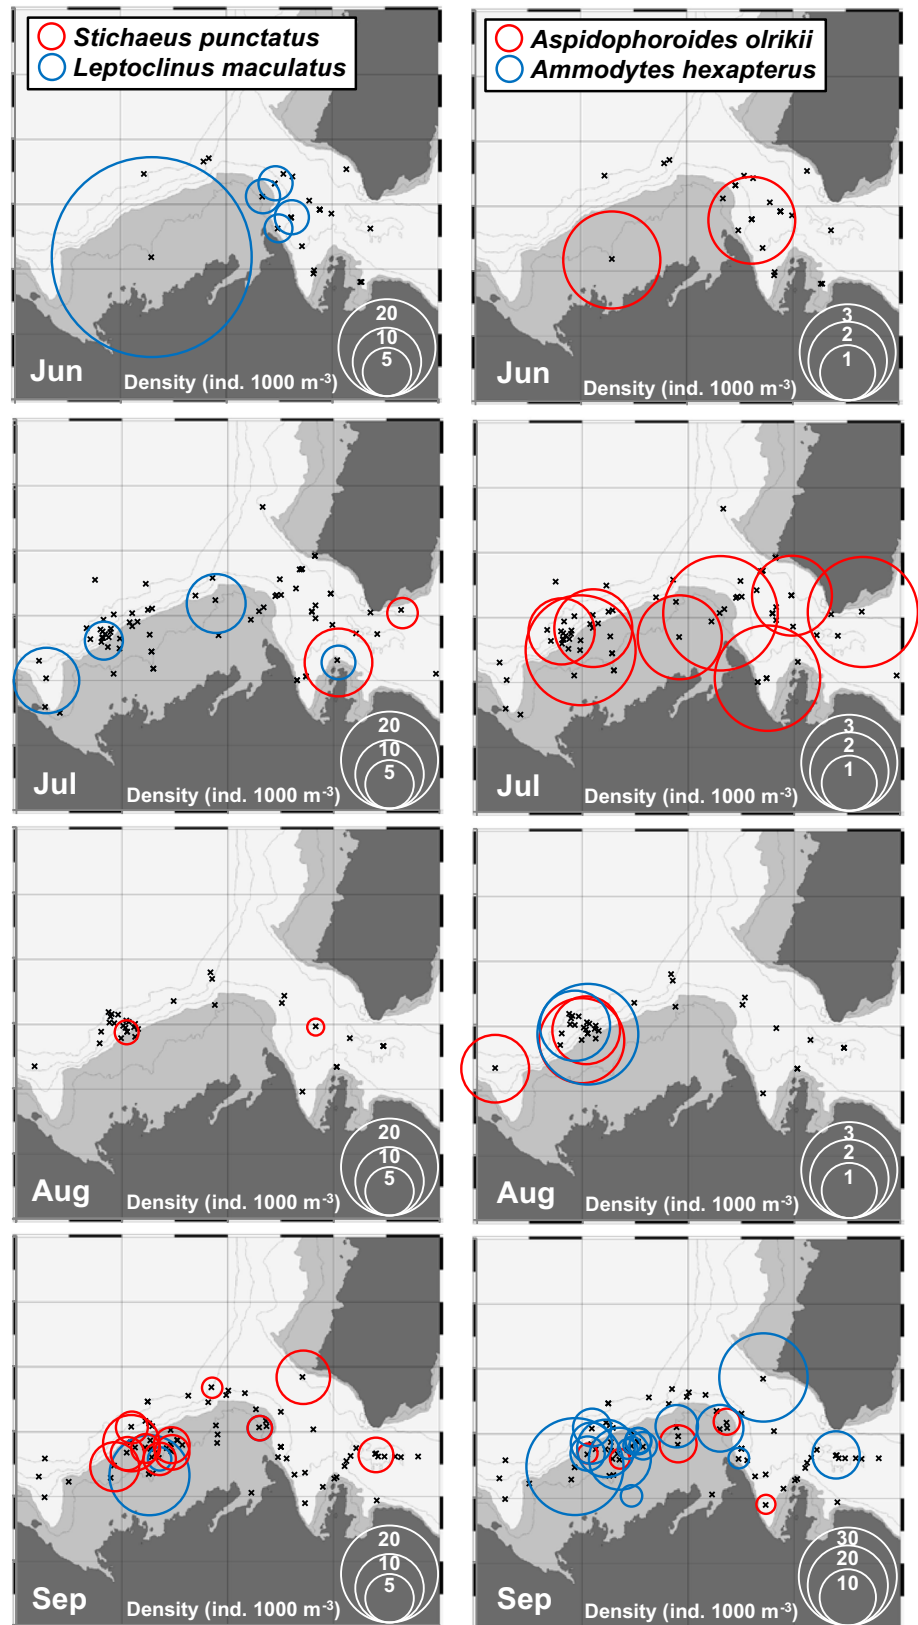 Stichaeus punctatus
Leptoclinus maculatus
20
10
5
Jun
Density (ind. 1000 m-3)
Aspidophoroides olrikii
Ammodytes hexapterus
3
2
1
Jun
Density (ind. 1000 m-3)
20
10
5
Jul
Density (ind. 1000 m-3)
3
2
1
Jul
Density (ind. 1000 m-3)
20
10
5
Aug
Density (ind. 1000 m-3)
3
2
1
Aug
Density (ind. 1000 m-3)
20
10
5
Sep
Density (ind. 1000 m-3)
30
20
10
Sep
Density (ind. 1000 m-3)